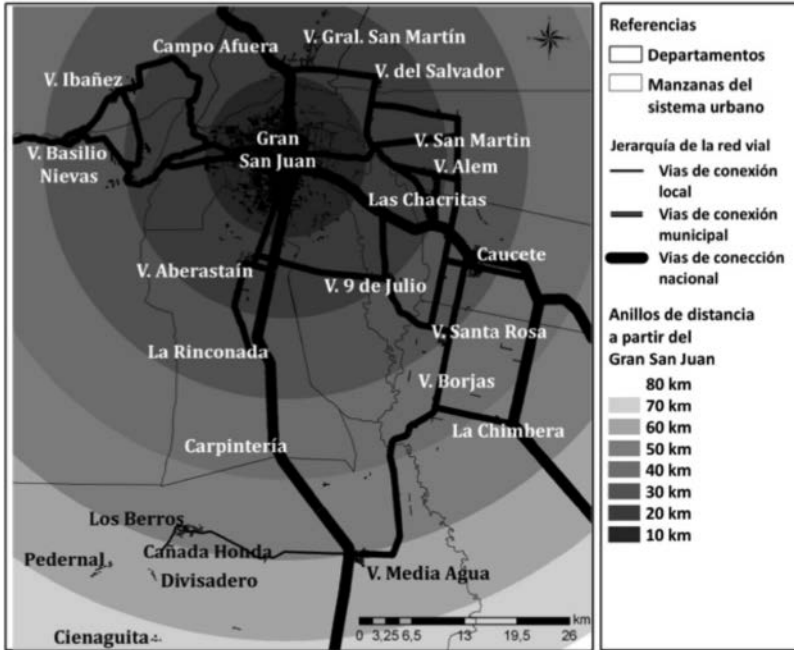 Campo Afuera
V. Gral. San Martín
V. Ibañez
V. del Salvador
Gran
San Juan
V. San Martin
V. Basilio
Nievas
V. Alem
Las Chacritas
Caucete
V. Aberastaín
V. 9 de Julio
V. Santa Rosa
La Rinconada
V. Borjas
La Chimbera
Carpintería
Los Berros
Cañada Honda
Pedernal
Divisadero
V. Media Agua
Cienaguita
km
0 3,25 6,5 13 19,5 26
Referencias
Departamentos
Manzanas del
sistema urbano
Jerarquía de la red vial
Vias de conexión
local
Vias de conexión
municipal
Vias de conección
nacional
Anillos de distancia
a partir del
Gran San Juan
80 km
70 km
60 km
50 km
40 km
30 km
20 km
10 km